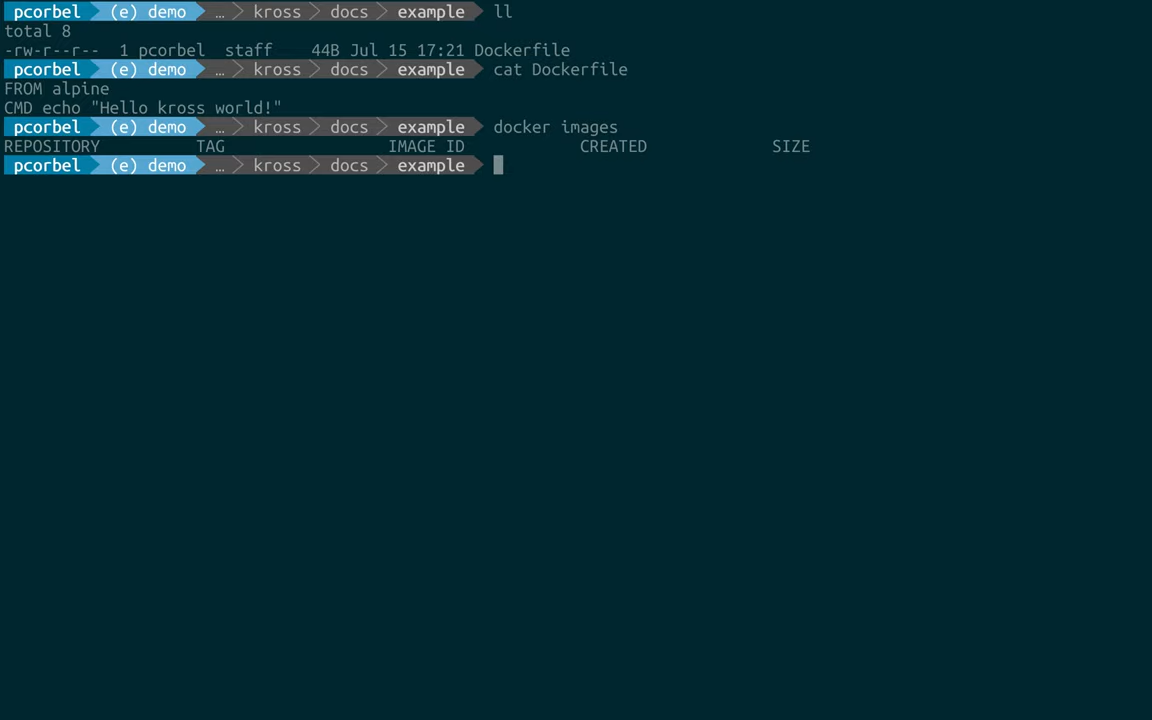 pcorbel (e) demo … kross docs example ll
total 8
-rw-r--r-- 1 pcorbel staff 44B Jul 15 17:21 Dockerfile
pcorbel (e) demo … kross docs example cat Dockerfile
FROM alpine
CMD echo "Hello kross world!"
pcorbel (e) demo … kross docs example docker images
REPOSITORY TAG IMAGE ID CREATED SIZE
pcorbel (e) demo … kross docs example